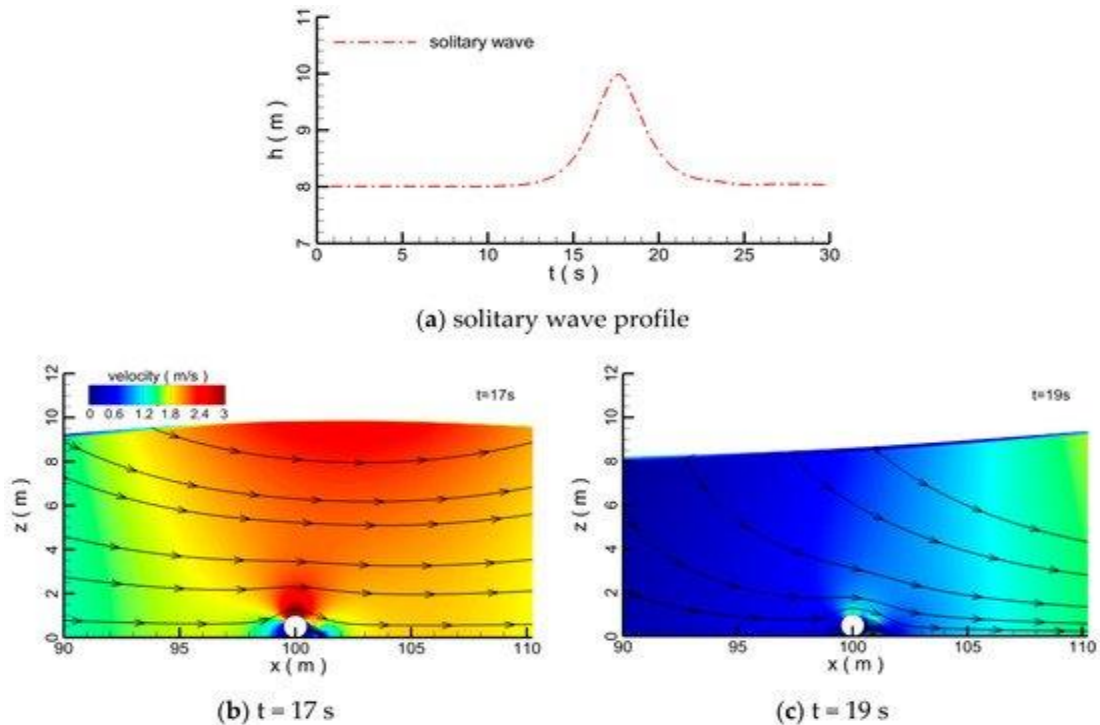 11
10
9
8
7
h ( m )
solitary wave
0 5 10 15 20 25 30
t ( s )
(a) solitary wave profile
12
10
8
6
4
2
0
z ( m )
velocity ( m/s )
0 0.6 1.2 1.8 2.4 3
t=17s
90 95 100 105 110
x ( m )
(b) t = 17 s
12
10
8
6
4
2
0
z ( m )
t=19s
90 95 100 105 110
x ( m )
(c) t = 19 s